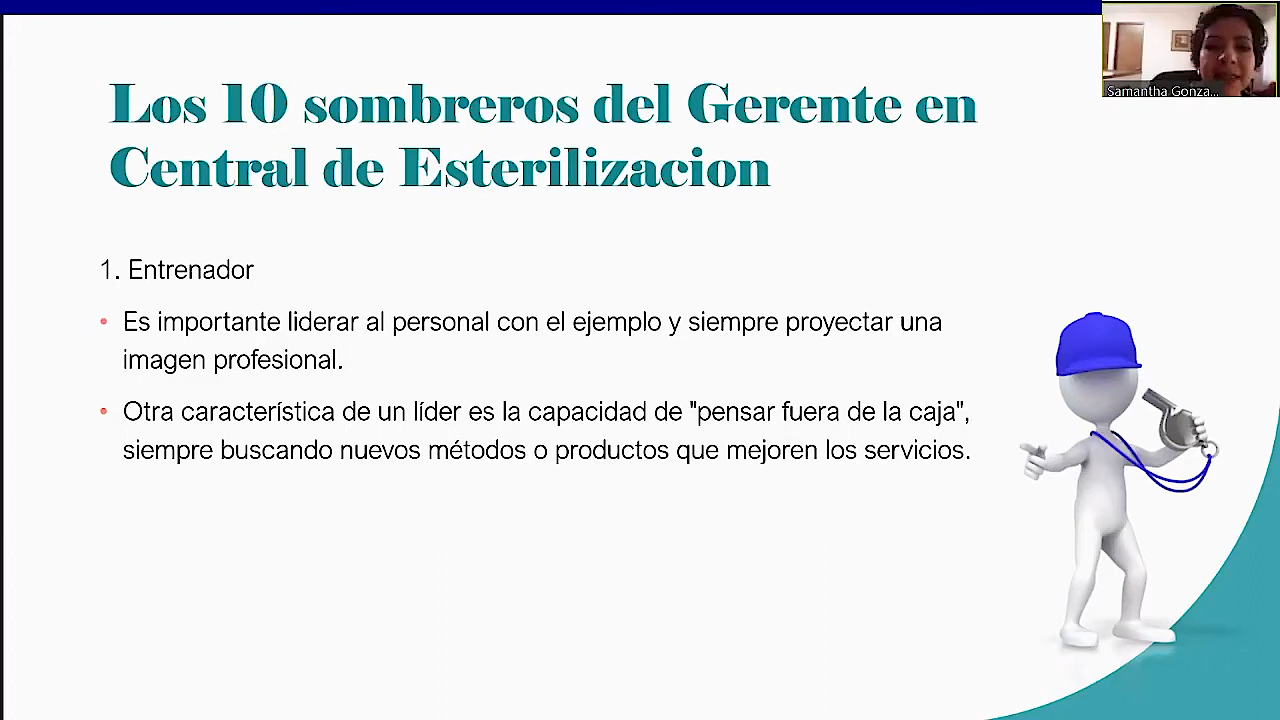 Samantha Gonza...
Los 10 sombreros del Gerente en
Central de Esterilizacion
1. Entrenador
• Es importante liderar al personal con el ejemplo y siempre proyectar una
imagen profesional.
• Otra característica de un líder es la capacidad de "pensar fuera de la caja",
siempre buscando nuevos métodos o productos que mejoren los servicios.